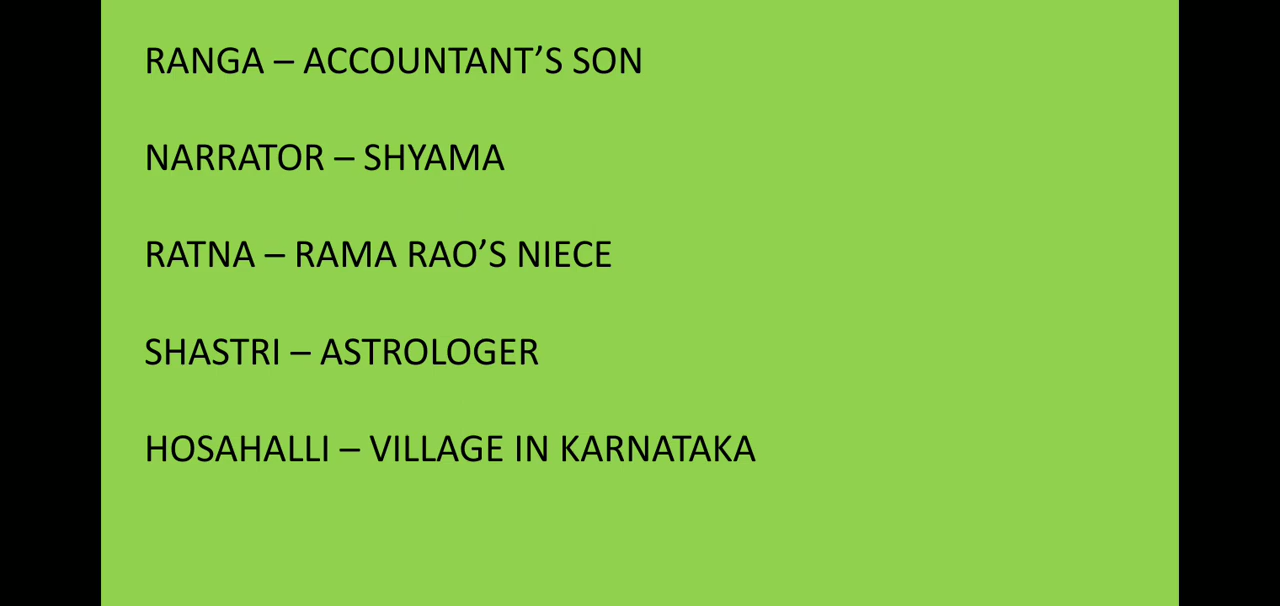 RANGA – ACCOUNTANT’S SON
NARRATOR – SHYAMA
RATNA – RAMA RAO’S NIECE
SHASTRI – ASTROLOGER
HOSAHALLI – VILLAGE IN KARNATAKA